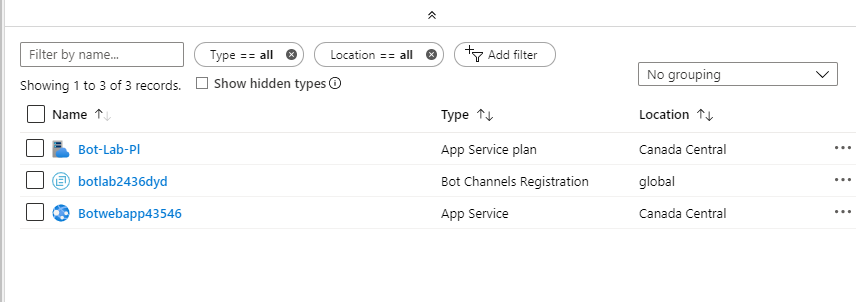 Filter by name...
Type == all
Location == all
Add filter
Showing 1 to 3 of 3 records.
Show hidden types
No grouping
Name Type Location
Bot-Lab-Pl App Service plan Canada Central
botlab2436dyd Bot Channels Registration global
Botwebapp43546 App Service Canada Central